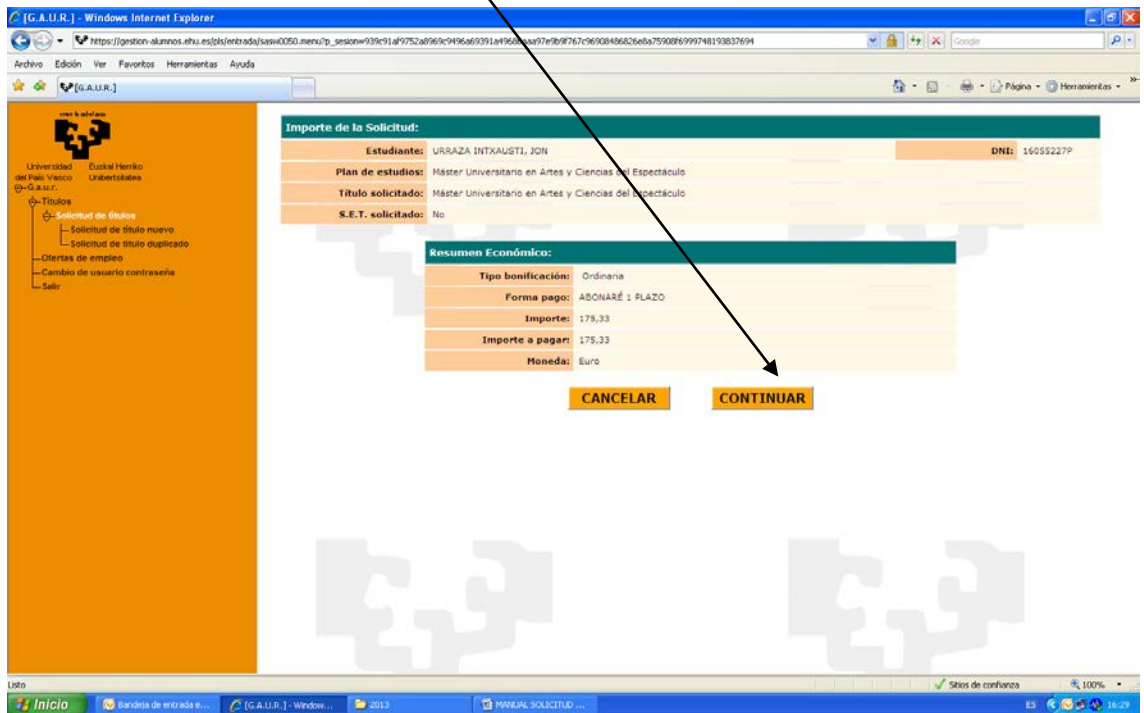 [G.A.U.R.] - Windows Internet Explorer
Google
Archivo Edición Ver Favoritos Herramientas Ayuda
[G.A.U.R.]
Página Herramientas
Universidad del País Vasco
Euskal Herriko Unibertsitatea
G.a.u.r.
Títulos
Solicitud de títulos
Solicitud de título nuevo
Solicitud de título duplicado
Ofertas de empleo
Cambio de usuario contraseña
Salir
Importe de la Solicitud:
Estudiante: URRAZA INTXAUSTI, JON DNI: 16055227P
Plan de estudios: Máster Universitario en Artes y Ciencias del Espectáculo
Título solicitado: Máster Universitario en Artes y Ciencias del Espectáculo
S.E.T. solicitado: No
Resumen Económico:
Tipo bonificación: Ordinaria
Forma pago: ABONARÉ 1 PLAZO
Importe: 175,33
Importe a pagar: 175,33
Moneda: Euro
CANCELAR CONTINUAR
Listo
Sitios de confianza 100%
Inicio Bandeja de entrada e... [G.A.U.R.] - Window... 2013 MANUAL SOLICITUD ... ES 16:29